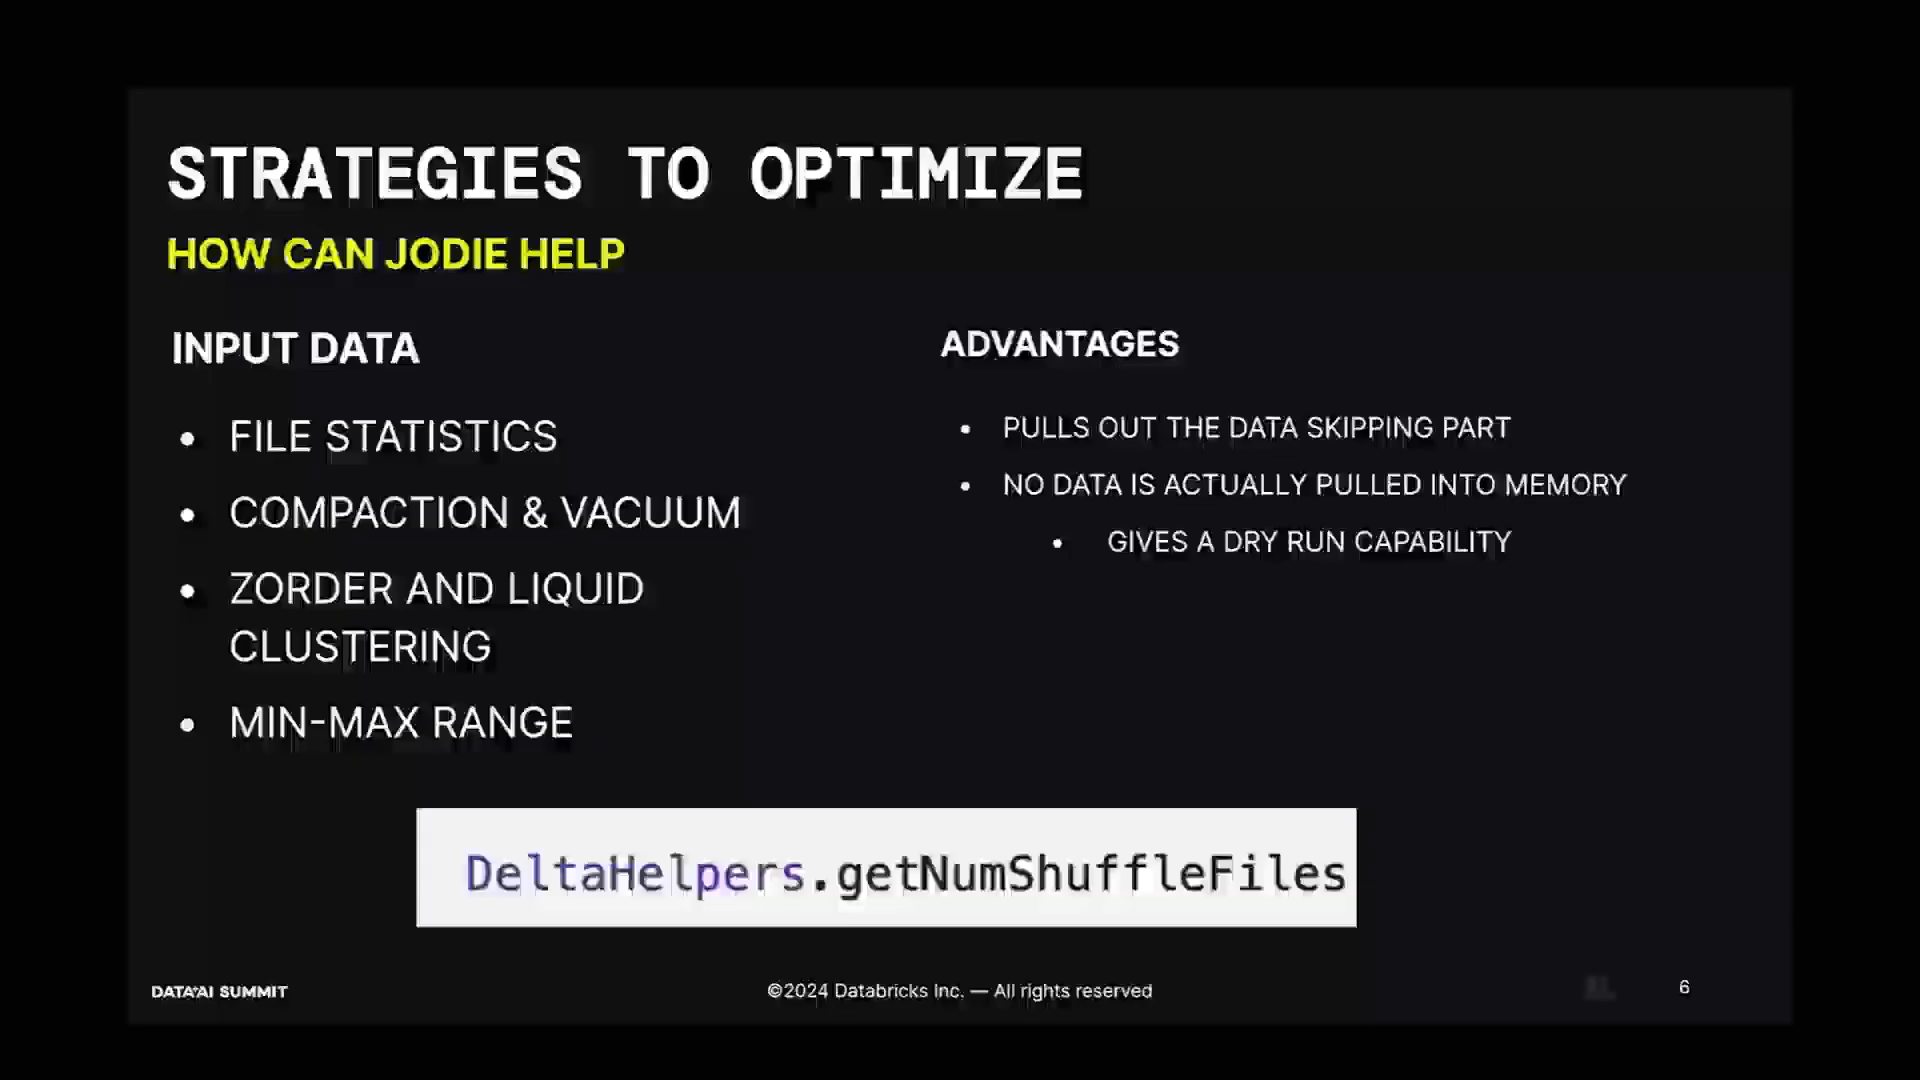 STRATEGIES TO OPTIMIZE
HOW CAN JODIE HELP
INPUT DATA
• FILE STATISTICS
• COMPACTION & VACUUM
• ZORDER AND LIQUID
CLUSTERING
• MIN-MAX RANGE
ADVANTAGES
• PULLS OUT THE DATA SKIPPING PART
• NO DATA IS ACTUALLY PULLED INTO MEMORY
• GIVES A DRY RUN CAPABILITY
DeltaHelpers.getNumShuffleFiles
DATA+AI SUMMIT
©2024 Databricks Inc. — All rights reserved
6